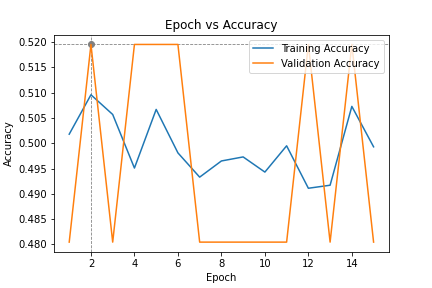 Epoch vs Accuracy
0.520
0.515
0.510
0.505
0.500
0.495
0.490
0.485
0.480
Accuracy
Training Accuracy
Validation Accuracy
2 4 6 8 10 12 14
Epoch